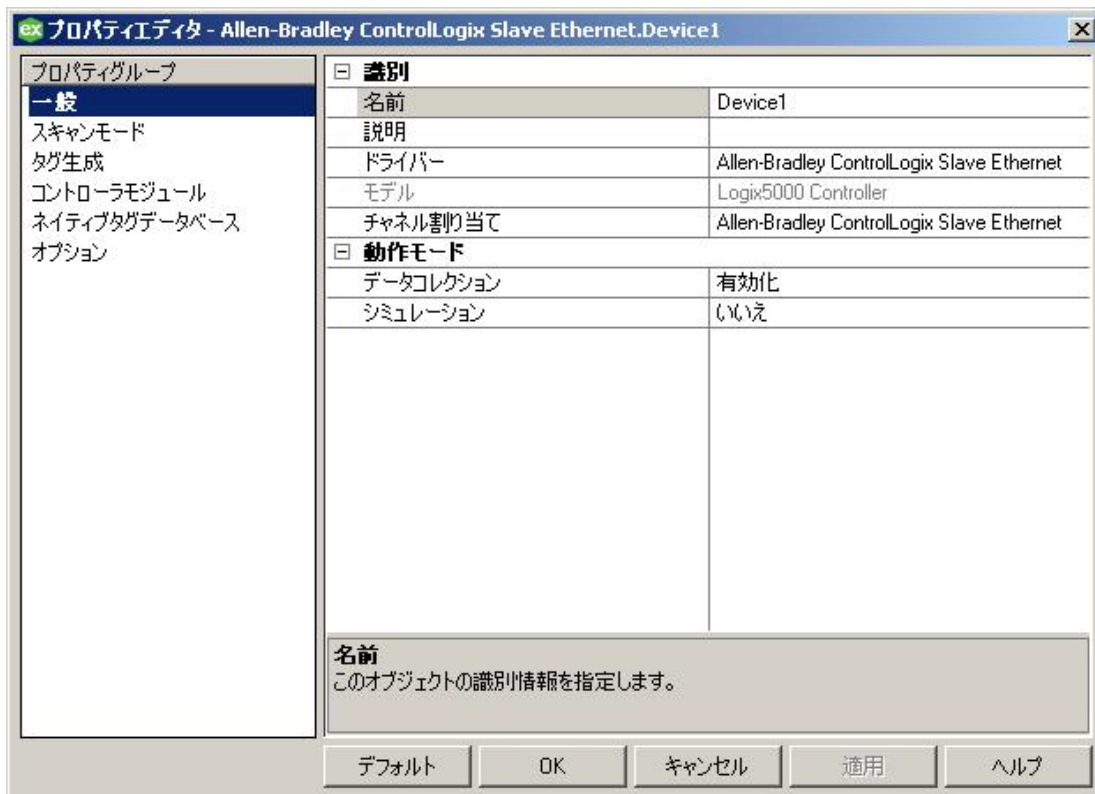 ex プロパティエディタ - Allen-Bradley ControlLogix Slave Ethernet.Device1
プロパティグループ
一般
スキャンモード
タグ生成
コントローラモジュール
ネイティブタグデータベース
オプション
識別
名前 Device1
説明
ドライバー Allen-Bradley ControlLogix Slave Ethernet
モデル Logix5000 Controller
チャネル割り当て Allen-Bradley ControlLogix Slave Ethernet
動作モード
データコレクション 有効化
シミュレーション いいえ
名前
このオブジェクトの識別情報を指定します。
デフォルト OK キャンセル 適用 ヘルプ